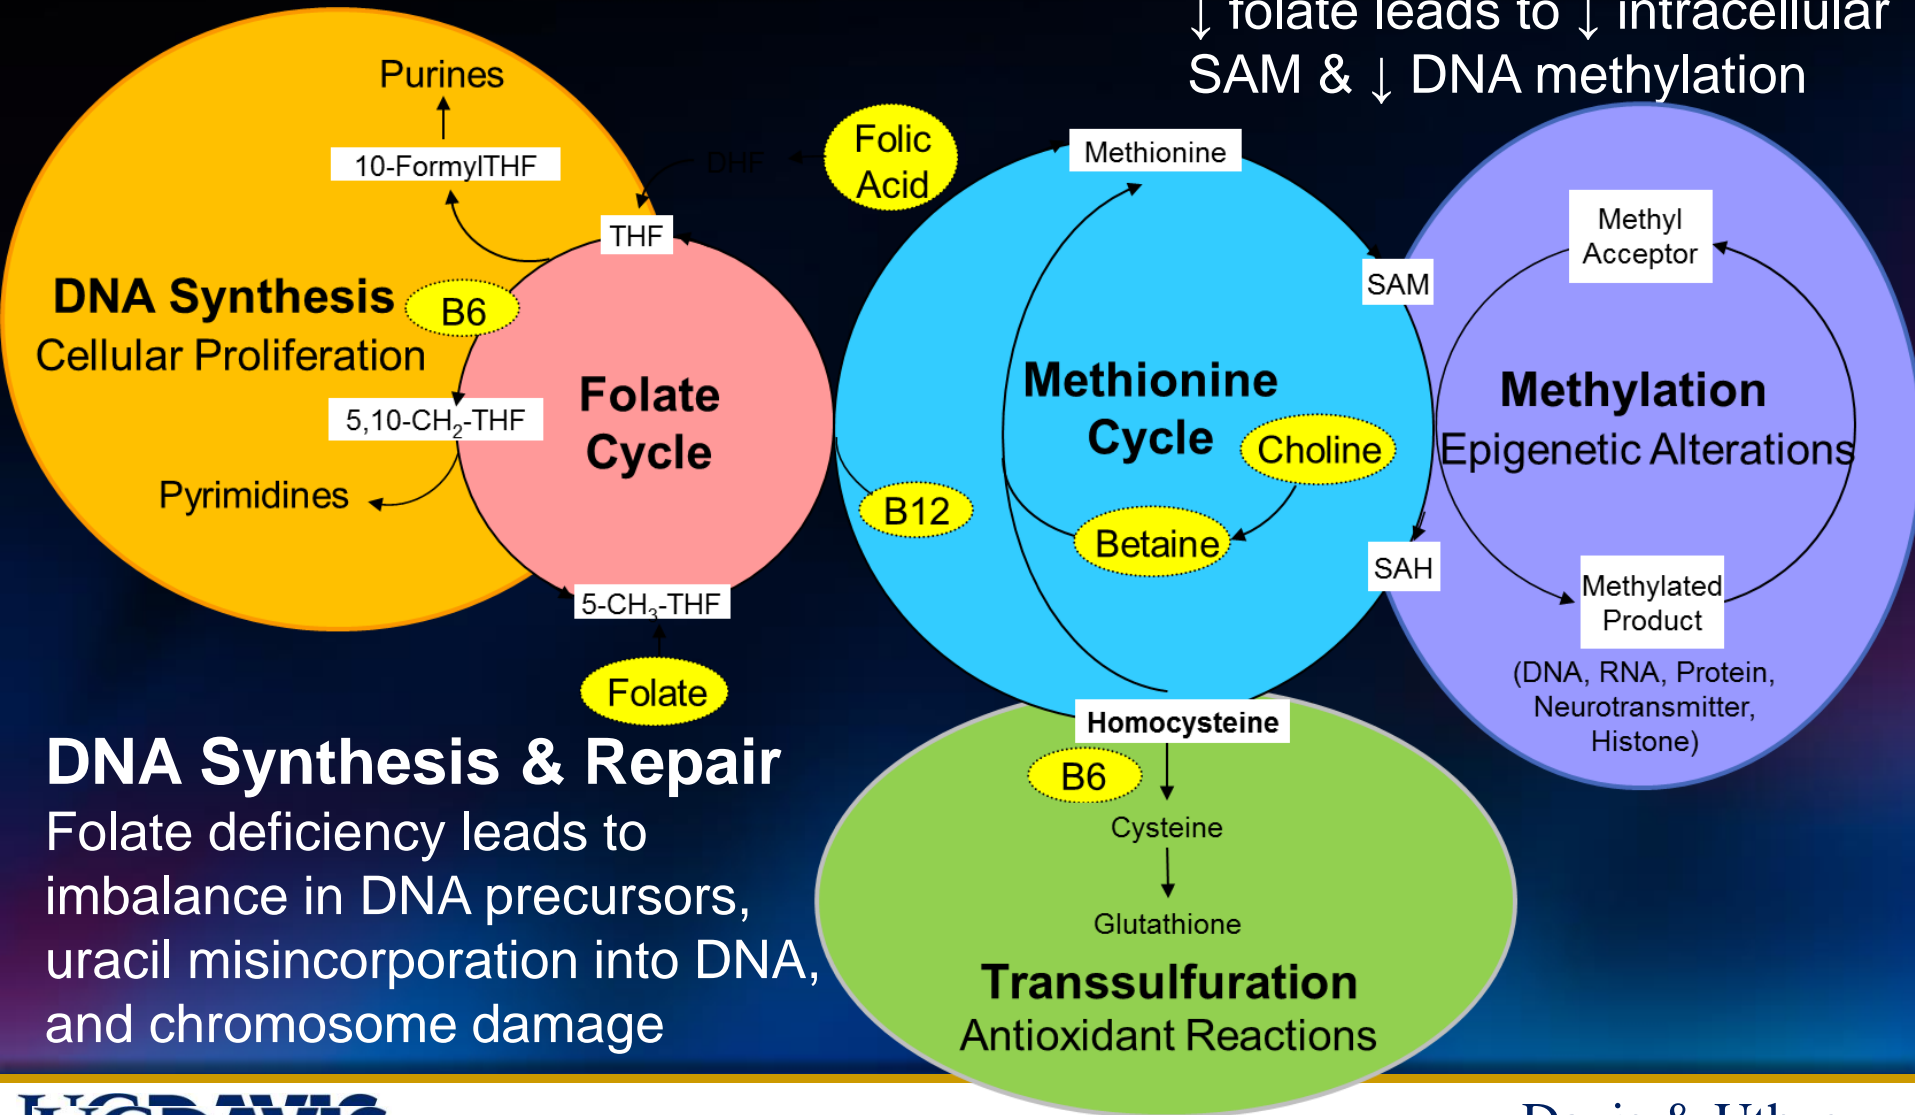 ↓ folate leads to ↓ intracellular
SAM & ↓ DNA methylation
Purines
10-FormylTHF
DHF
Folic
Acid
THF
DNA Synthesis
Cellular Proliferation
B6
5,10-CH₂-THF
Pyrimidines
Folate
Cycle
5-CH₃-THF
Folate
Methionine
SAM
Methionine
Cycle
Choline
B12
Betaine
SAH
Homocysteine
Methyl
Acceptor
Methylation
Epigenetic Alterations
Methylated
Product
(DNA, RNA, Protein,
Neurotransmitter,
Histone)
B6
Cysteine
Glutathione
Transsulfuration
Antioxidant Reactions
DNA Synthesis & Repair
Folate deficiency leads to
imbalance in DNA precursors,
uracil misincorporation into DNA,
and chromosome damage
UCDAVIS